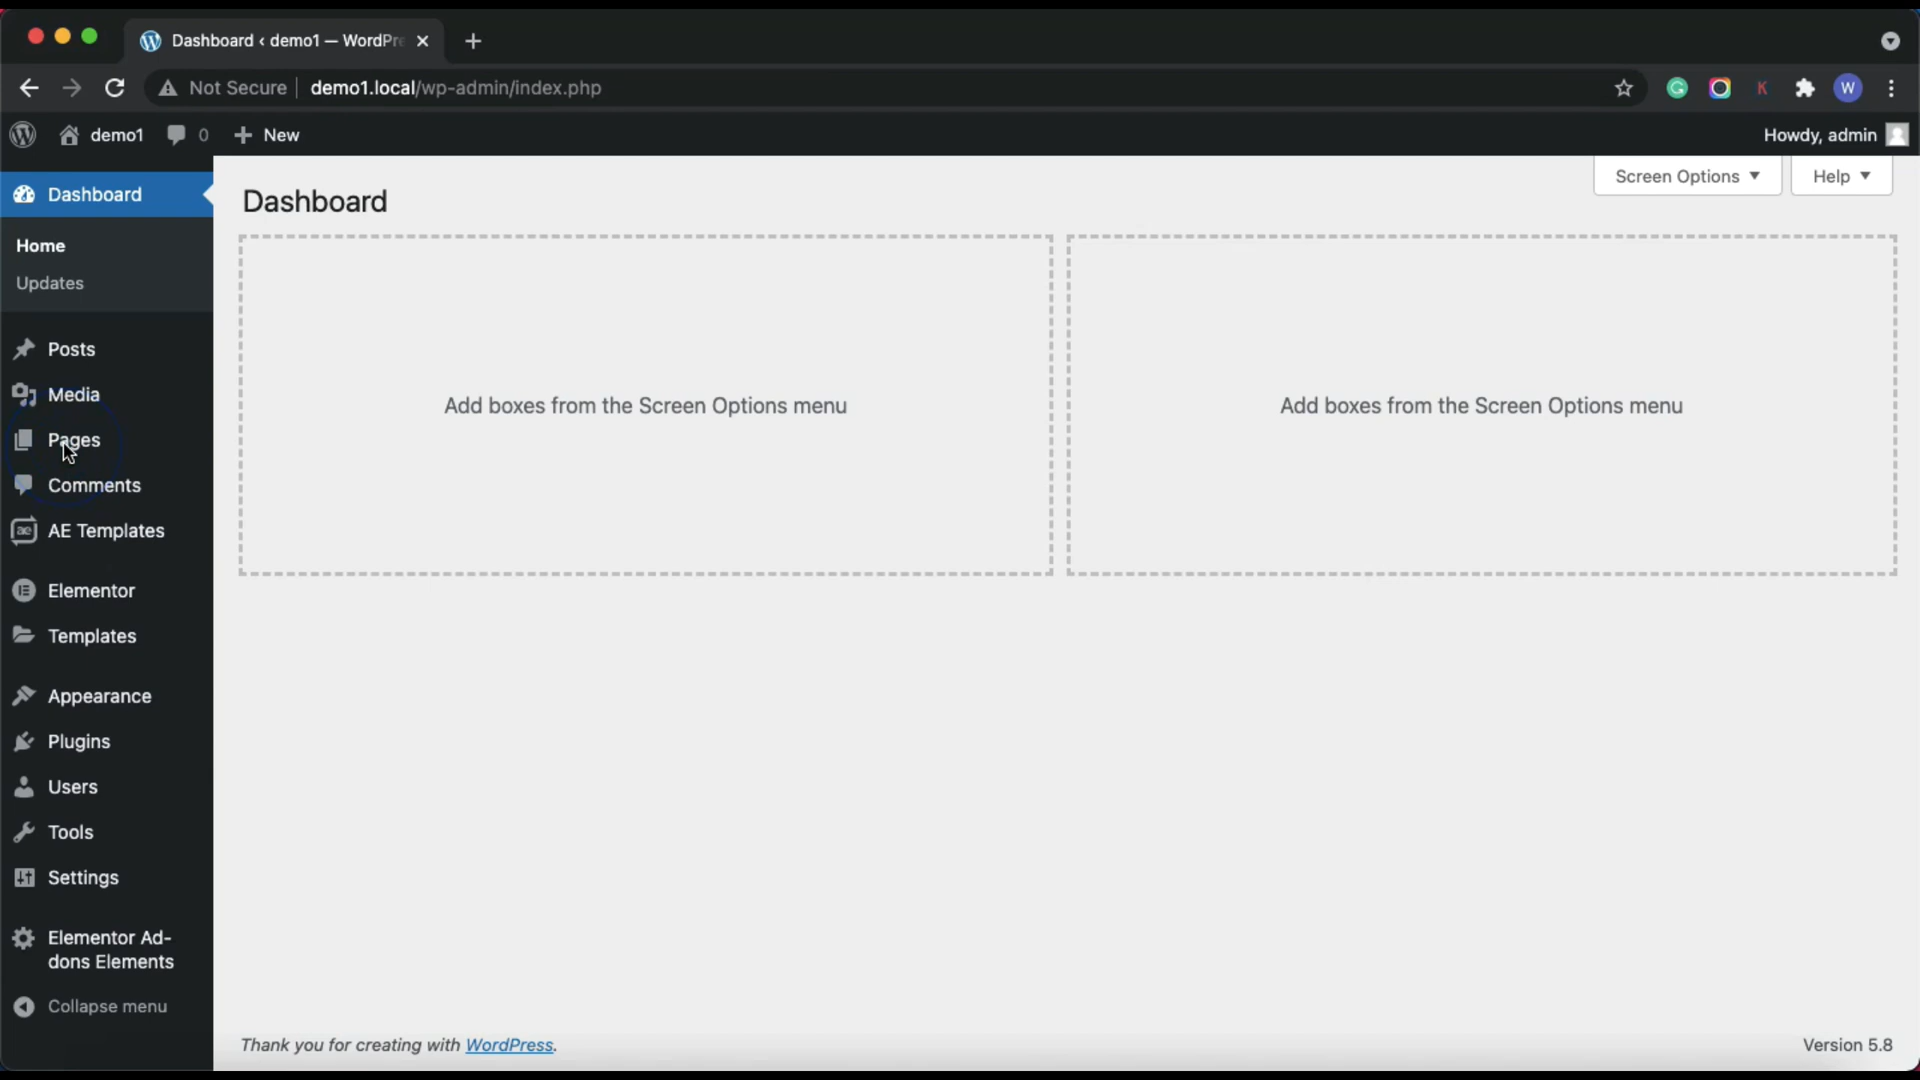 Dashboard ‹ demo1 — WordPre
Not Secure
demo1.local/wp-admin/index.php
K
W
demo1
0
New
Howdy, admin
Dashboard
Home
Updates
Posts
Media
Pages
Comments
ae
AE Templates
Elementor
Templates
Appearance
Plugins
Users
Tools
Settings
Elementor Ad-
dons Elements
Collapse menu
Dashboard
Screen Options
Help
Add boxes from the Screen Options menu
Add boxes from the Screen Options menu
Thank you for creating with WordPress.
Version 5.8